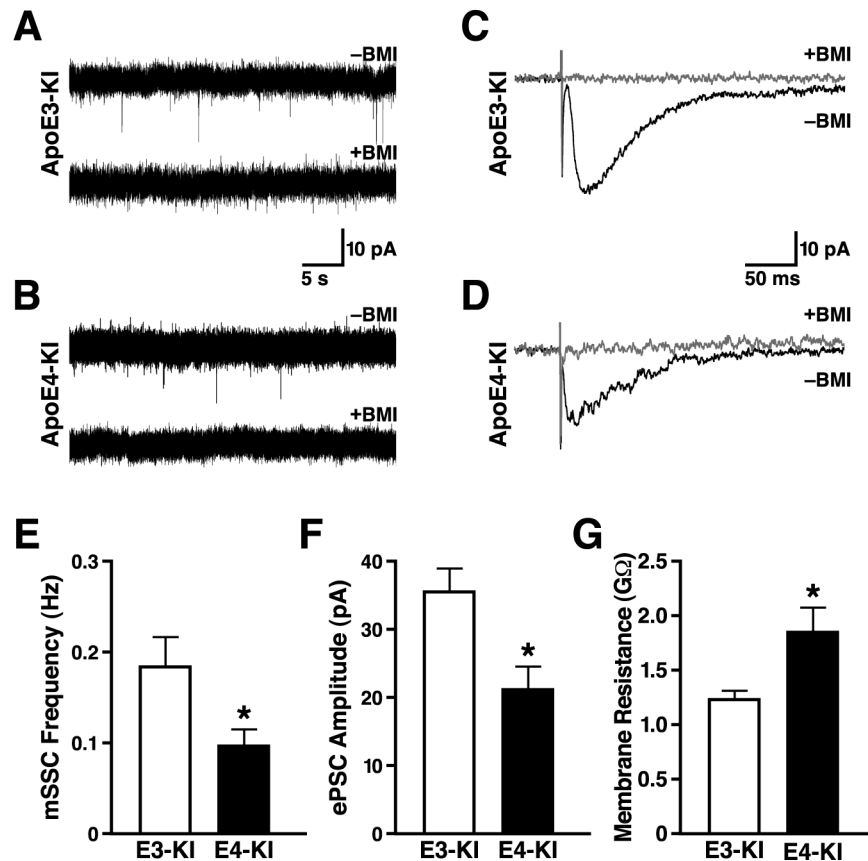 A
–BMI
ApoE3-KI
+BMI
10 pA
5 s
B
–BMI
ApoE4-KI
+BMI
C
+BMI
ApoE3-KI
–BMI
10 pA
50 ms
D
+BMI
ApoE4-KI
–BMI
E
mSSC Frequency (Hz)
0.3
0.2
0.1
0
*
E3-KI E4-KI
F
ePSC Amplitude (pA)
40
30
20
10
0
*
E3-KI E4-KI
G
Membrane Resistance (GΩ)
2.5
2.0
1.5
1.0
0.5
0
*
E3-KI E4-KI